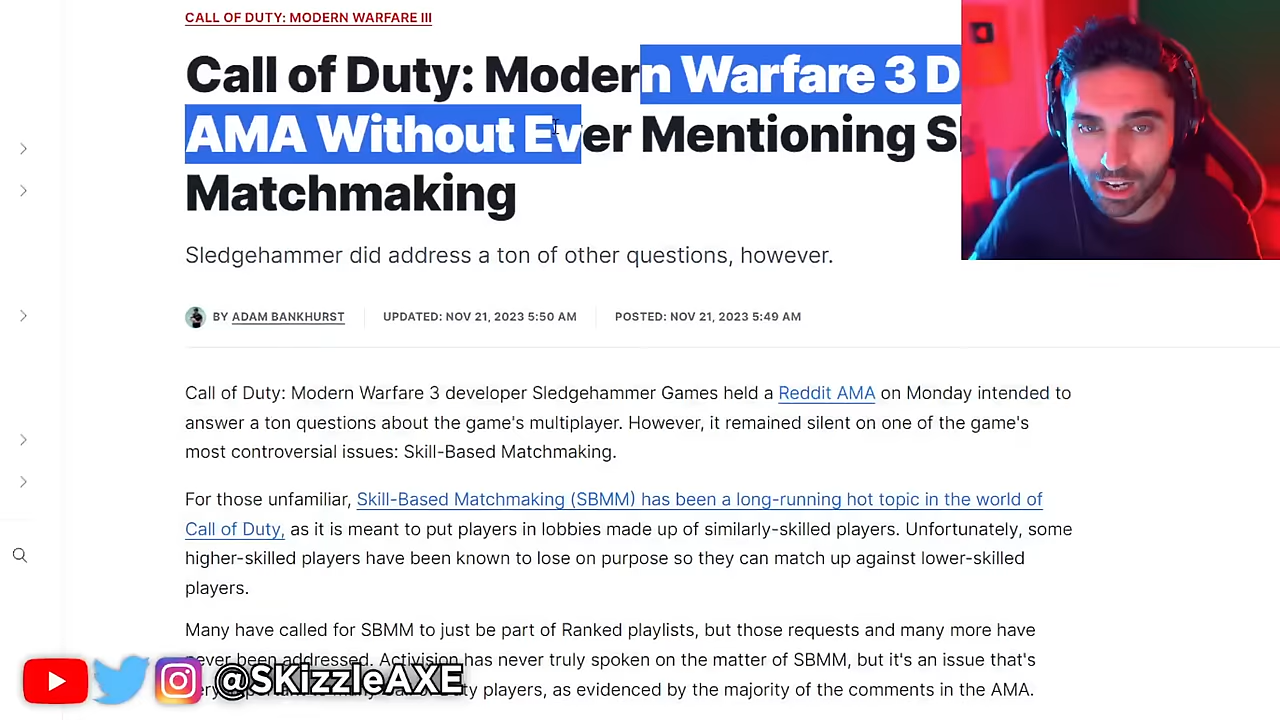 CALL OF DUTY: MODERN WARFARE III
Call of Duty: Modern Warfare 3 D
AMA Without Ever Mentioning S
Matchmaking
Sledgehammer did address a ton of other questions, however.
BY ADAM BANKHURST UPDATED: NOV 21, 2023 5:50 AM POSTED: NOV 21, 2023 5:49 AM
Call of Duty: Modern Warfare 3 developer Sledgehammer Games held a Reddit AMA on Monday intended to
answer a ton questions about the game's multiplayer. However, it remained silent on one of the game's
most controversial issues: Skill-Based Matchmaking.
For those unfamiliar, Skill-Based Matchmaking (SBMM) has been a long-running hot topic in the world of
Call of Duty, as it is meant to put players in lobbies made up of similarly-skilled players. Unfortunately, some
higher-skilled players have been known to lose on purpose so they can match up against lower-skilled
players.
Many have called for SBMM to just be part of Ranked playlists, but those requests and many more have
never been addressed. Activision has never truly spoken on the matter of SBMM, but it's an issue that's
players, as evidenced by the majority of the comments in the AMA.
@SKizzleAXE